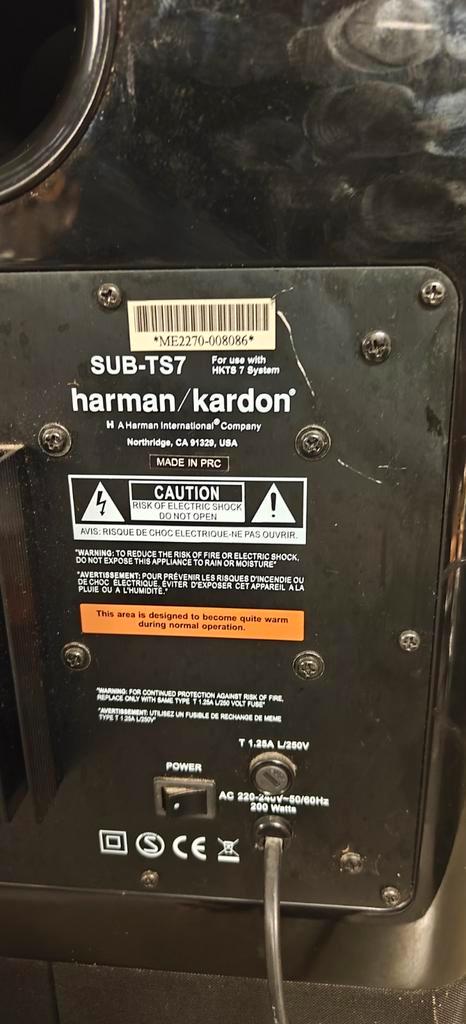 *ME2270-008086*
SUB-TS7
For use with
HKTS 7 System
harman/kardon®
H A Harman International® Company
Northridge, CA 91329, USA
MADE IN PRC
CAUTION
RISK OF ELECTRIC SHOCK
DO NOT OPEN
AVIS: RISQUE DE CHOC ELECTRIQUE-NE PAS OUVRIR.
"WARNING: TO REDUCE THE RISK OF FIRE OR ELECTRIC SHOCK,
DO NOT EXPOSE THIS APPLIANCE TO RAIN OR MOISTURE"
"AVERTISSEMENT: POUR PRÉVENIR LES RISQUES D'INCENDIE OU
DE CHOC ÉLECTRIQUE, ÉVITER D'EXPOSER CET APPAREIL A LA
PLUIE OU A L'HUMIDITÉ."
This area is designed to become quite warm
during normal operation.
"WARNING: FOR CONTINUED PROTECTION AGAINST RISK OF FIRE,
REPLACE ONLY WITH SAME TYPE T 1.25A L/250 VOLT FUSE"
"AVERTISSEMENT: UTILISEZ UN FUSIBLE DE RECHANGE DE MEME
TYPE T 1.25A L/250V"
T 1.25A L/250V
POWER
AC 220-240V~50/60Hz
200 Watts
S CE